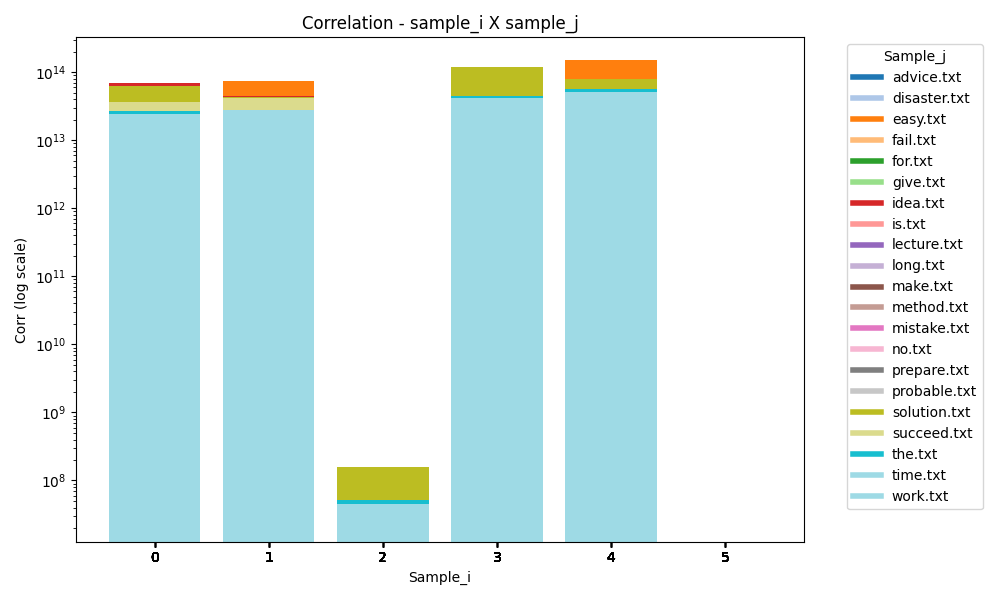 Correlation - sample_i X sample_j
Corr (log scale)
10^14
10^13
10^12
10^11
10^10
10^9
10^8
0 1 2 3 4 5
Sample_i
Sample_j
advice.txt
disaster.txt
easy.txt
fail.txt
for.txt
give.txt
idea.txt
is.txt
lecture.txt
long.txt
make.txt
method.txt
mistake.txt
no.txt
prepare.txt
probable.txt
solution.txt
succeed.txt
the.txt
time.txt
work.txt